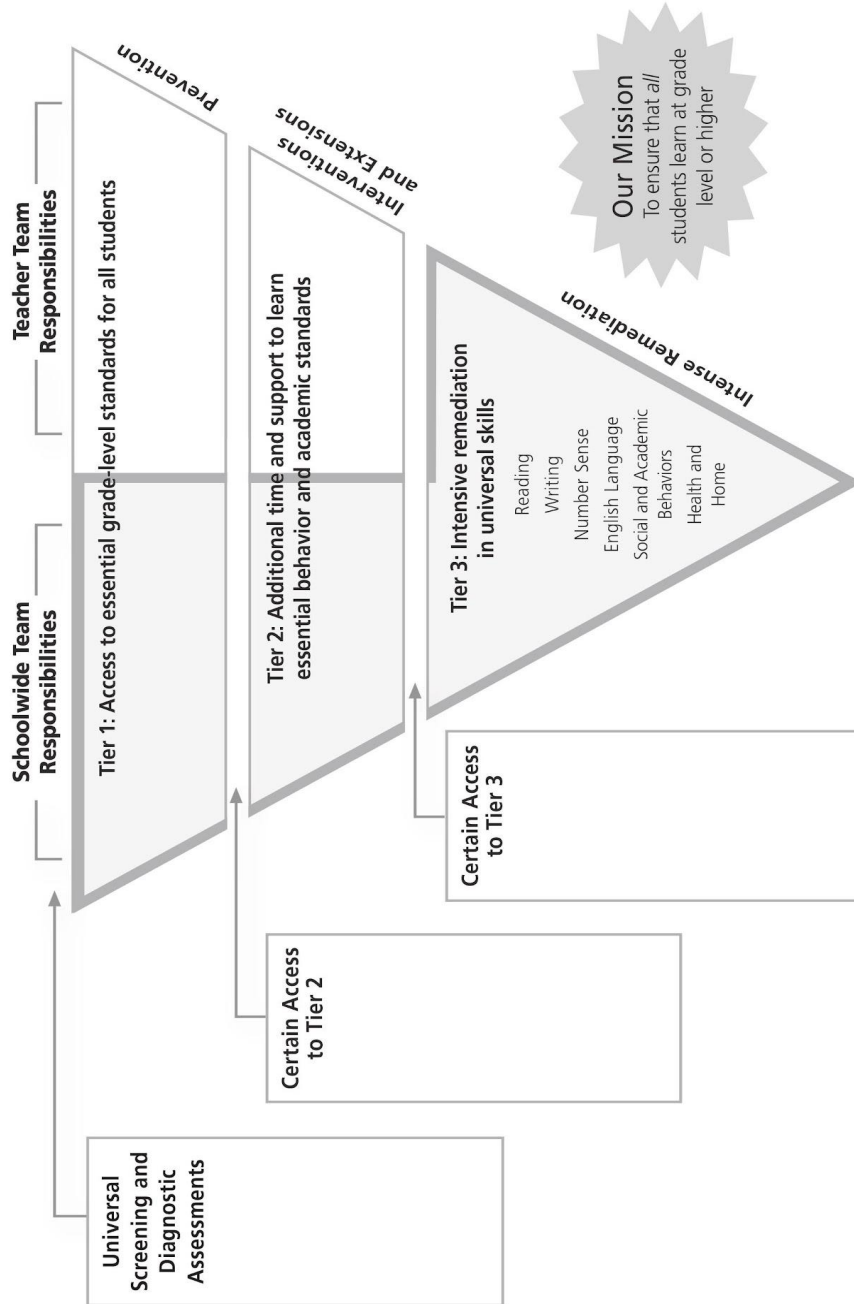 Schoolwide Team
Responsibilities
Teacher Team
Responsibilities
Tier 1: Access to essential grade-level standards for all students
Prevention
Tier 2: Additional time and support to learn
essential behavior and academic standards
Interventions
and Extensions
Tier 3: Intensive remediation
in universal skills
Reading
Writing
Number Sense
English Language
Social and Academic
Behaviors
Health and
Home
Intense Remediation
Universal
Screening and
Diagnostic
Assessments
Certain Access
to Tier 2
Certain Access
to Tier 3
Our Mission
To ensure that all
students learn at grade
level or higher